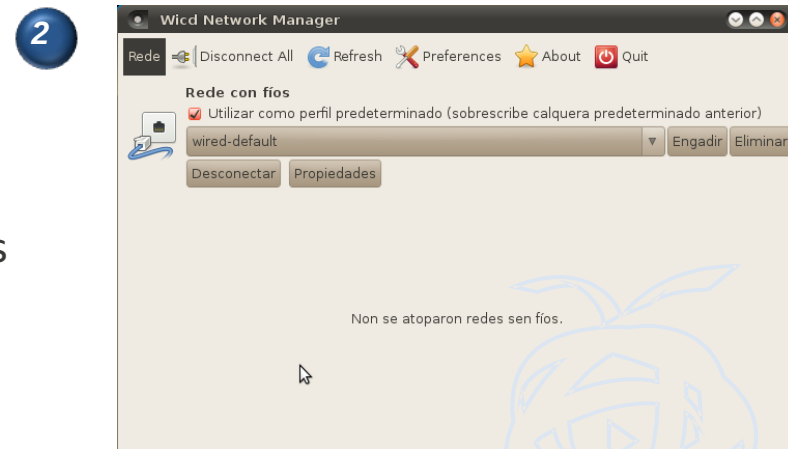 2
Wicd Network Manager
Rede Disconnect All Refresh Preferences About Quit
Rede con fíos
Utilizar como perfil predeterminado (sobrescribe calquera predeterminado anterior)
wired-default Engadir Eliminar
Desconectar Propiedades
s
Non se atoparon redes sen fíos.